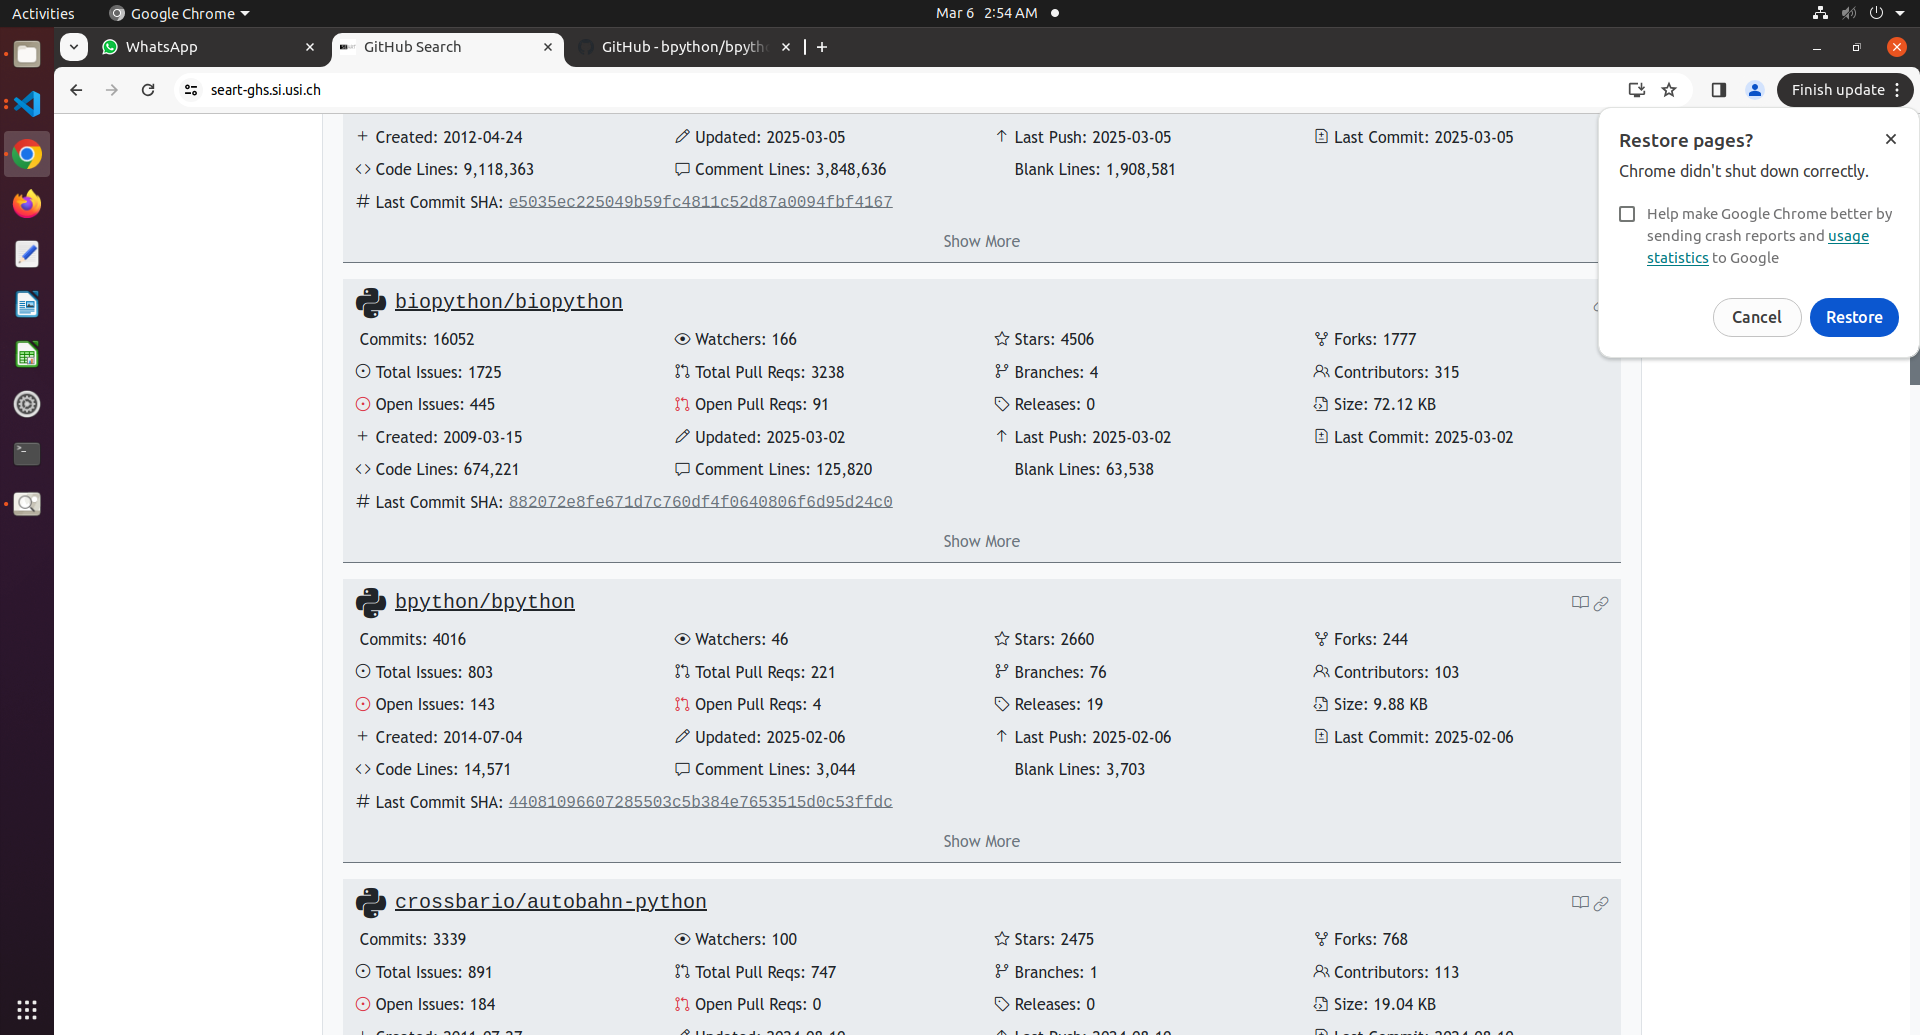 Activities
Google Chrome
Mar 6 2:54 AM
WhatsApp
GitHub Search
GitHub - bpython/bpyth
seart-ghs.si.usi.ch
Finish update
Created: 2012-04-24
Updated: 2025-03-05
Last Push: 2025-03-05
Last Commit: 2025-03-05
Code Lines: 9,118,363
Comment Lines: 3,848,636
Blank Lines: 1,908,581
Last Commit SHA: e5035ec225049b59fc4811c52d87a0094fbf4167
Show More
Restore pages?
Chrome didn't shut down correctly.
Help make Google Chrome better by
sending crash reports and usage
statistics to Google
Cancel
Restore
biopython/biopython
Commits: 16052
Watchers: 166
Stars: 4506
Forks: 1777
Total Issues: 1725
Total Pull Reqs: 3238
Branches: 4
Contributors: 315
Open Issues: 445
Open Pull Reqs: 91
Releases: 0
Size: 72.12 KB
Created: 2009-03-15
Updated: 2025-03-02
Last Push: 2025-03-02
Last Commit: 2025-03-02
Code Lines: 674,221
Comment Lines: 125,820
Blank Lines: 63,538
Last Commit SHA: 882072e8fe671d7c760df4f0640806f6d95d24c0
Show More
bpython/bpython
Commits: 4016
Watchers: 46
Stars: 2660
Forks: 244
Total Issues: 803
Total Pull Reqs: 221
Branches: 76
Contributors: 103
Open Issues: 143
Open Pull Reqs: 4
Releases: 19
Size: 9.88 KB
Created: 2014-07-04
Updated: 2025-02-06
Last Push: 2025-02-06
Last Commit: 2025-02-06
Code Lines: 14,571
Comment Lines: 3,044
Blank Lines: 3,703
Last Commit SHA: 44081096607285503c5b384e7653515d0c53ffdc
Show More
crossbario/autobahn-python
Commits: 3339
Watchers: 100
Stars: 2475
Forks: 768
Total Issues: 891
Total Pull Reqs: 747
Branches: 1
Contributors: 113
Open Issues: 184
Open Pull Reqs: 0
Releases: 0
Size: 19.04 KB